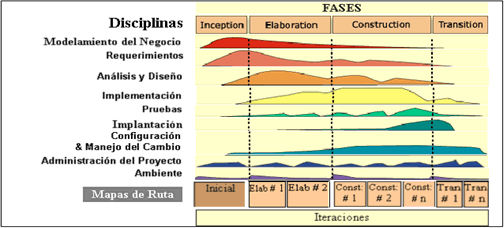 FASES
Disciplinas
Inception
Elaboration
Construction
Transition
Modelamiento del Negocio
Requerimientos
Análisis y Diseño
Implementación
Pruebas
Implantación
Configuración
& Manejo del Cambio
Administración del Proyecto
Ambiente
Mapas de Ruta
Inicial
Elab # 1
Elab # 2
Const:
# 1
Const:
# 2
Const:
# n
Tran
# 1
Tran
# n
Iteraciones